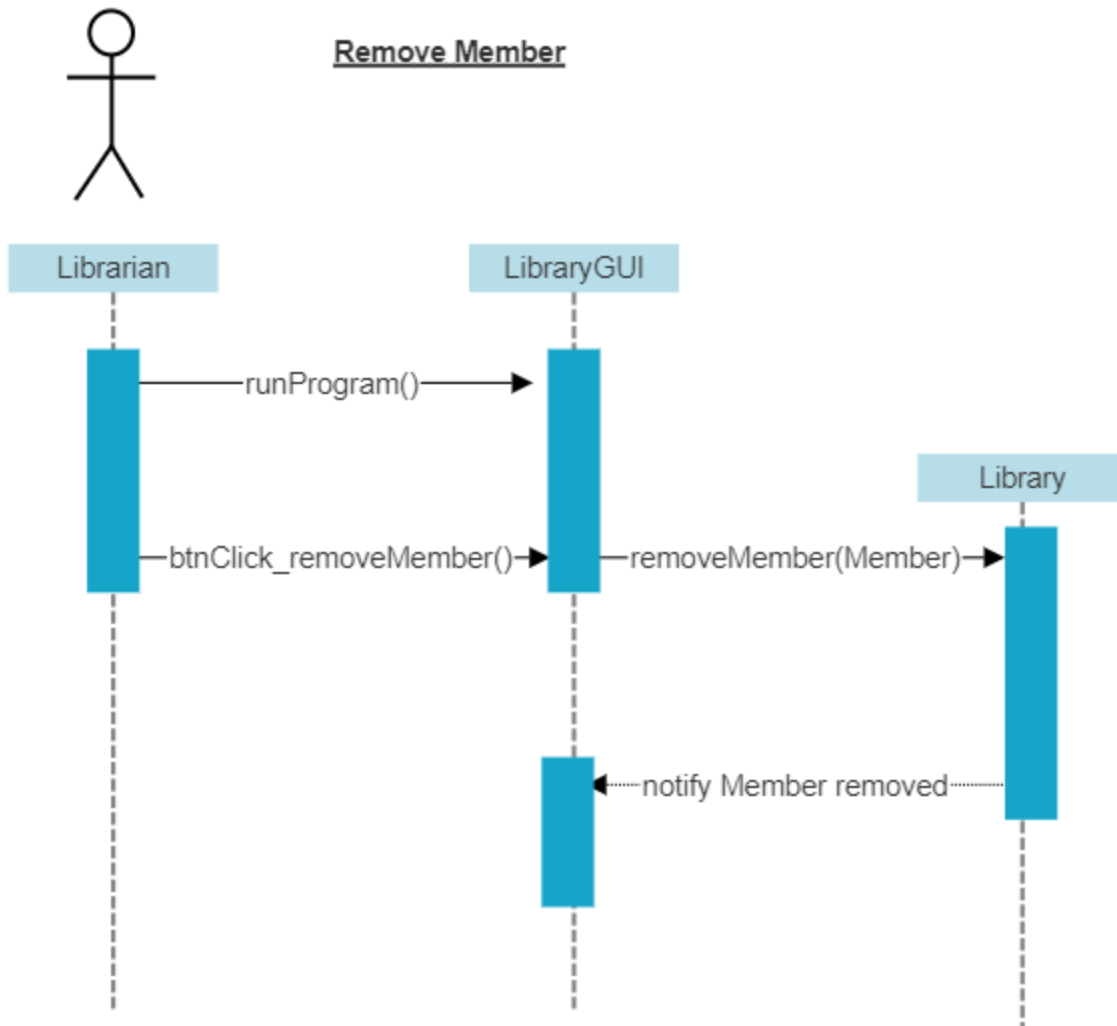 Remove Member
Librarian
LibraryGUI
runProgram()
Library
btnClick_removeMember()
removeMember(Member)
notify Member removed